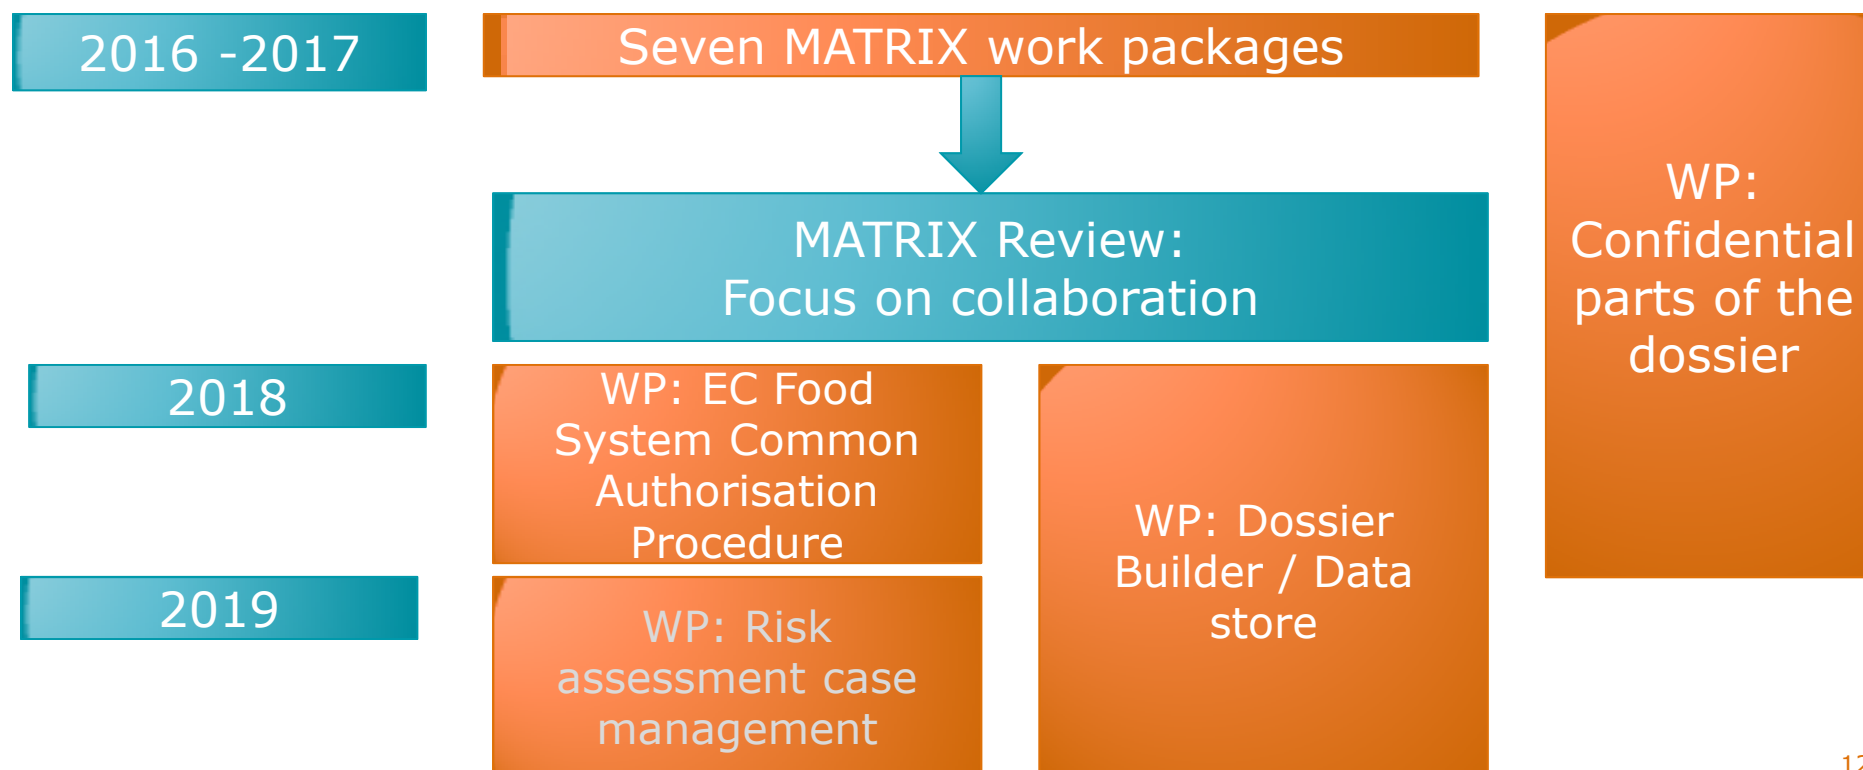 2016 -2017
Seven MATRIX work packages
MATRIX Review:
Focus on collaboration
WP:
Confidential
parts of the
dossier
2018
WP: EC Food
System Common
Authorisation
Procedure
WP: Dossier
Builder / Data
store
2019
WP: Risk
assessment case
management
12